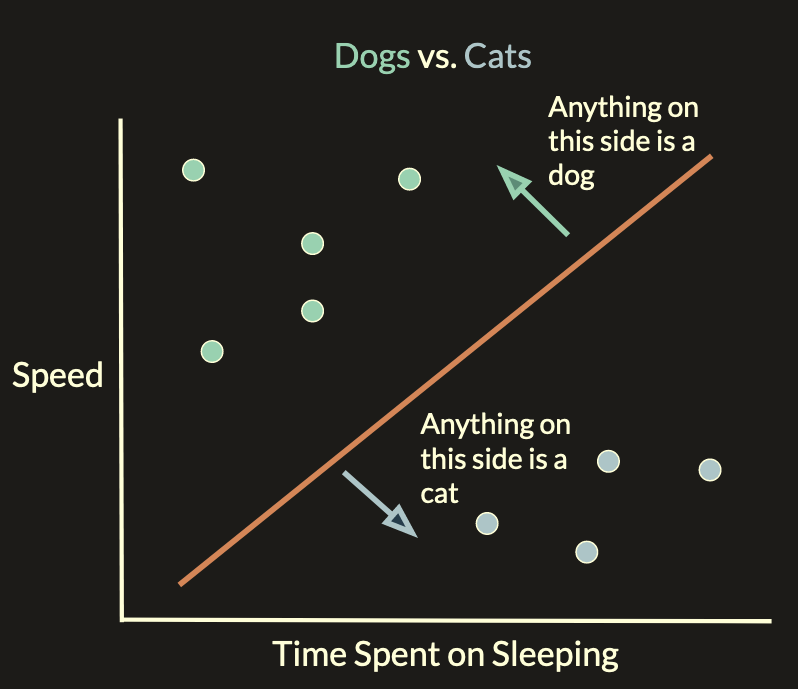 Dogs vs. Cats
Anything on
this side is a
dog
Speed
Anything on
this side is a
cat
Time Spent on Sleeping